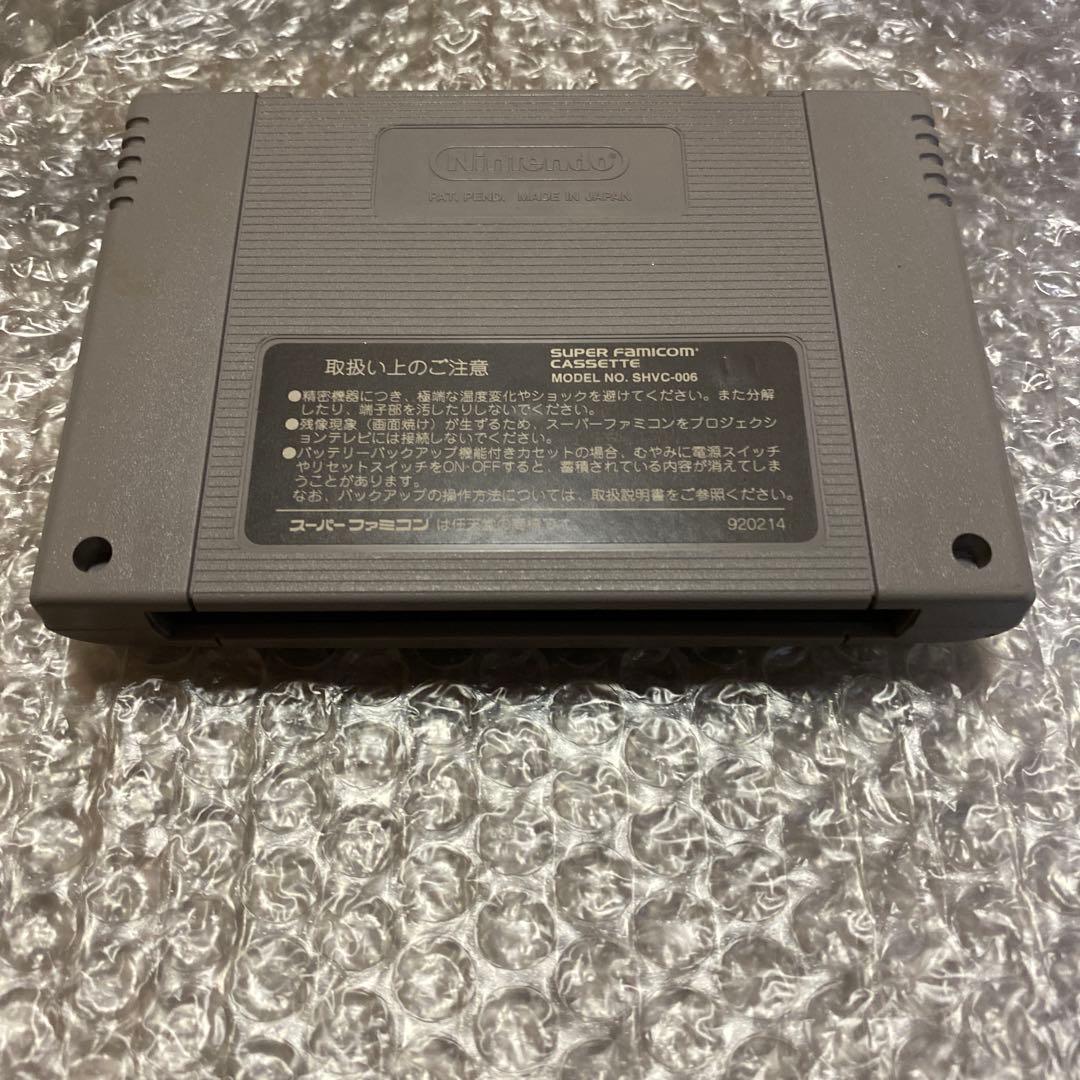 Nintendo®
PAT. PEND. MADE IN JAPAN
取扱い上のご注意
SUPER FAMICOM®
CASSETTE
MODEL NO. SHVC-006
●精密機器につき、極端な温度変化やショックを避けてください。また分解
したり、端子部を汚したりしないでください。
●残像現象（画面焼け）が生ずるため、スーパーファミコンをプロジェクシ
ョンテレビには接続しないでください。
●バッテリーバックアップ機能付きカセットの場合、むやみに電源スイッチ
やリセットスイッチをON-OFFすると、蓄積されている内容が消えてしま
うことがあります。
なお、バックアップの操作方法については、取扱説明書をご参照ください。
スーパーファミコン は任天堂の商標です
920214